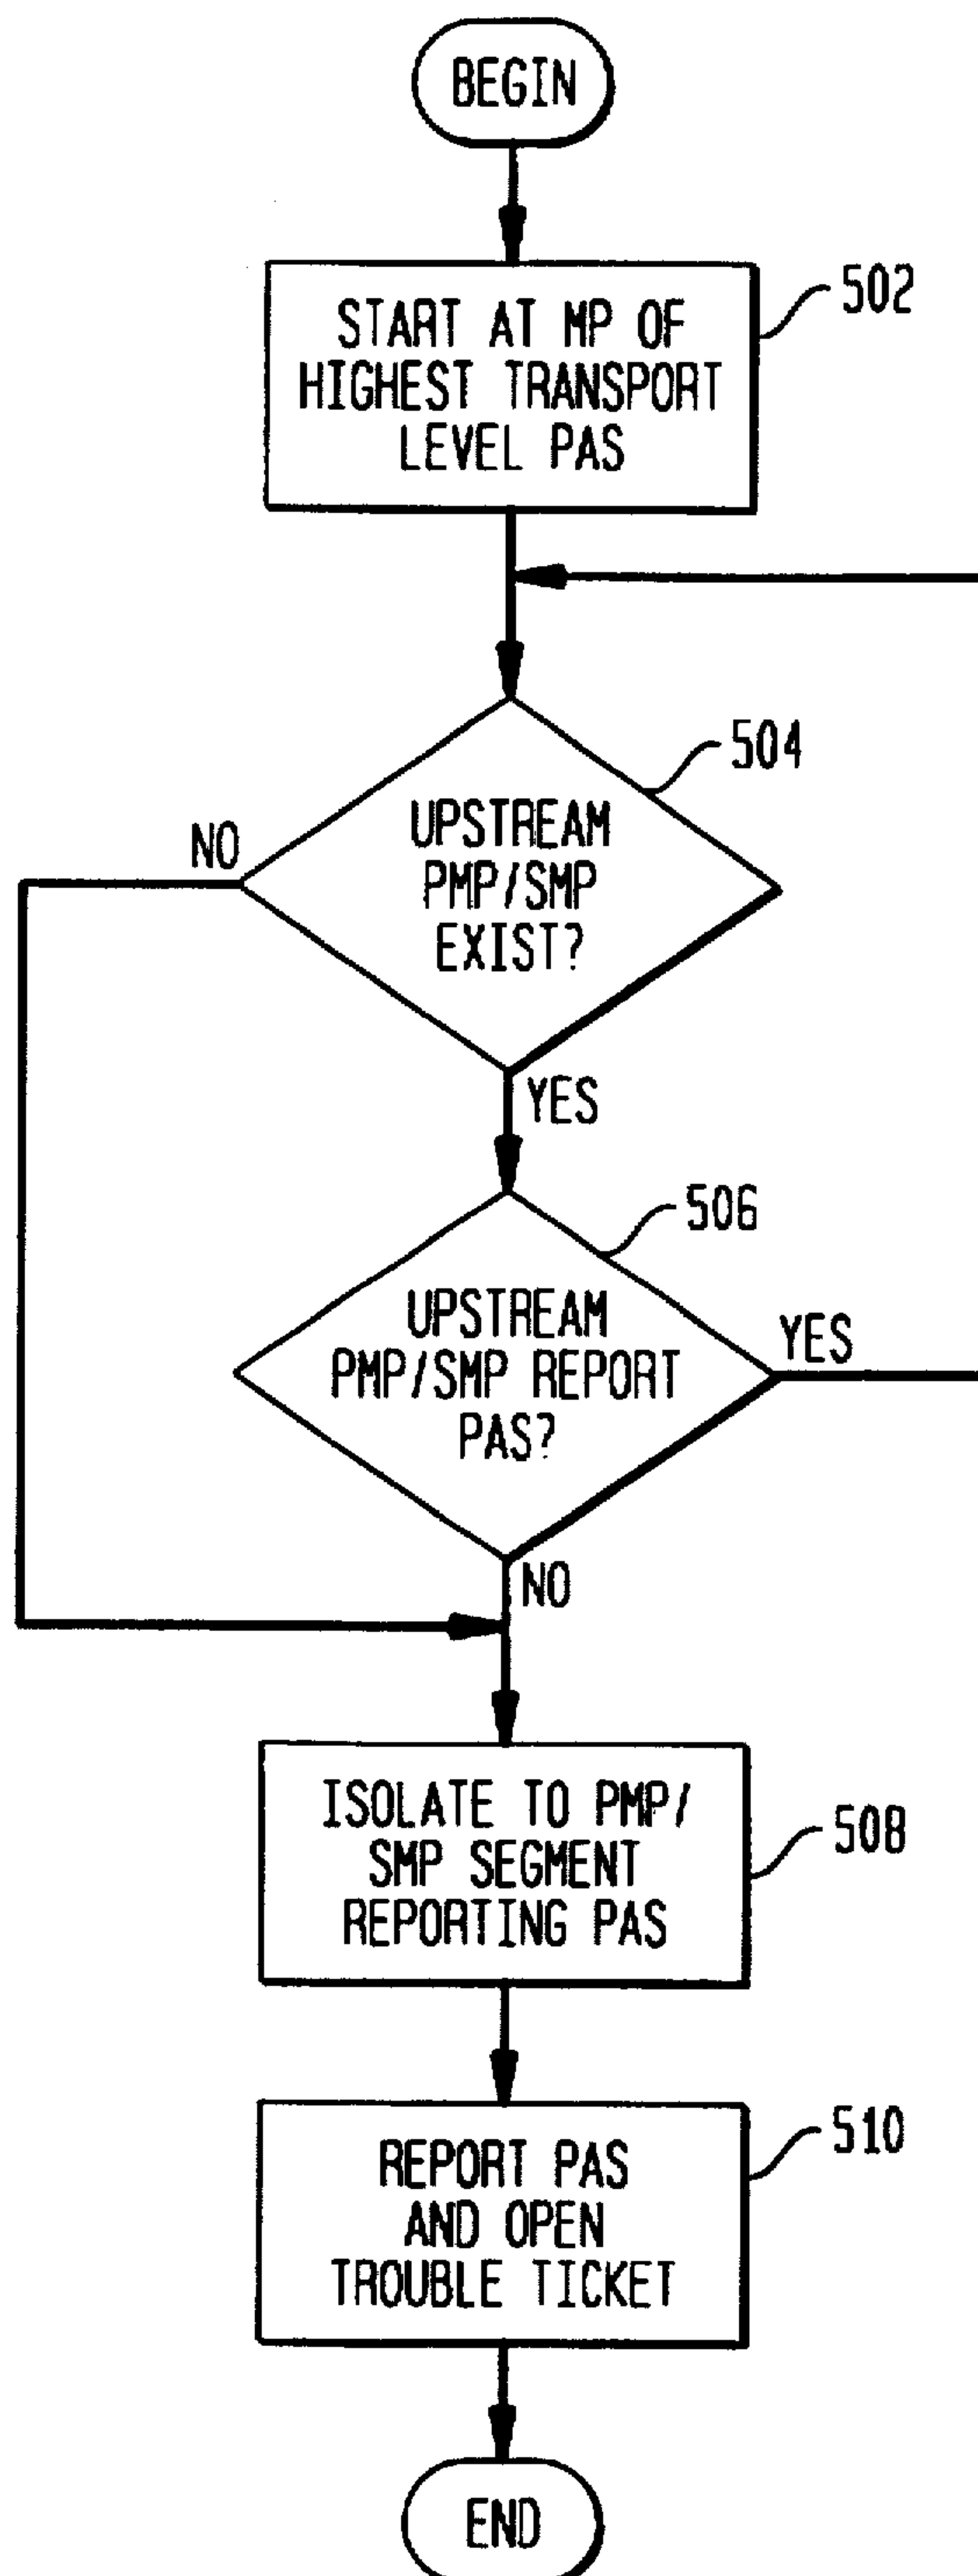 BEGIN
START AT MP OF
HIGHEST TRANSPORT
LEVEL PAS
502
UPSTREAM
PMP/SMP
EXIST?
504
NO
YES
UPSTREAM
PMP/SMP REPORT
PAS?
506
YES
NO
ISOLATE TO PMP/
SMP SEGMENT
REPORTING PAS
508
REPORT PAS
AND OPEN
TROUBLE TICKET
510
END